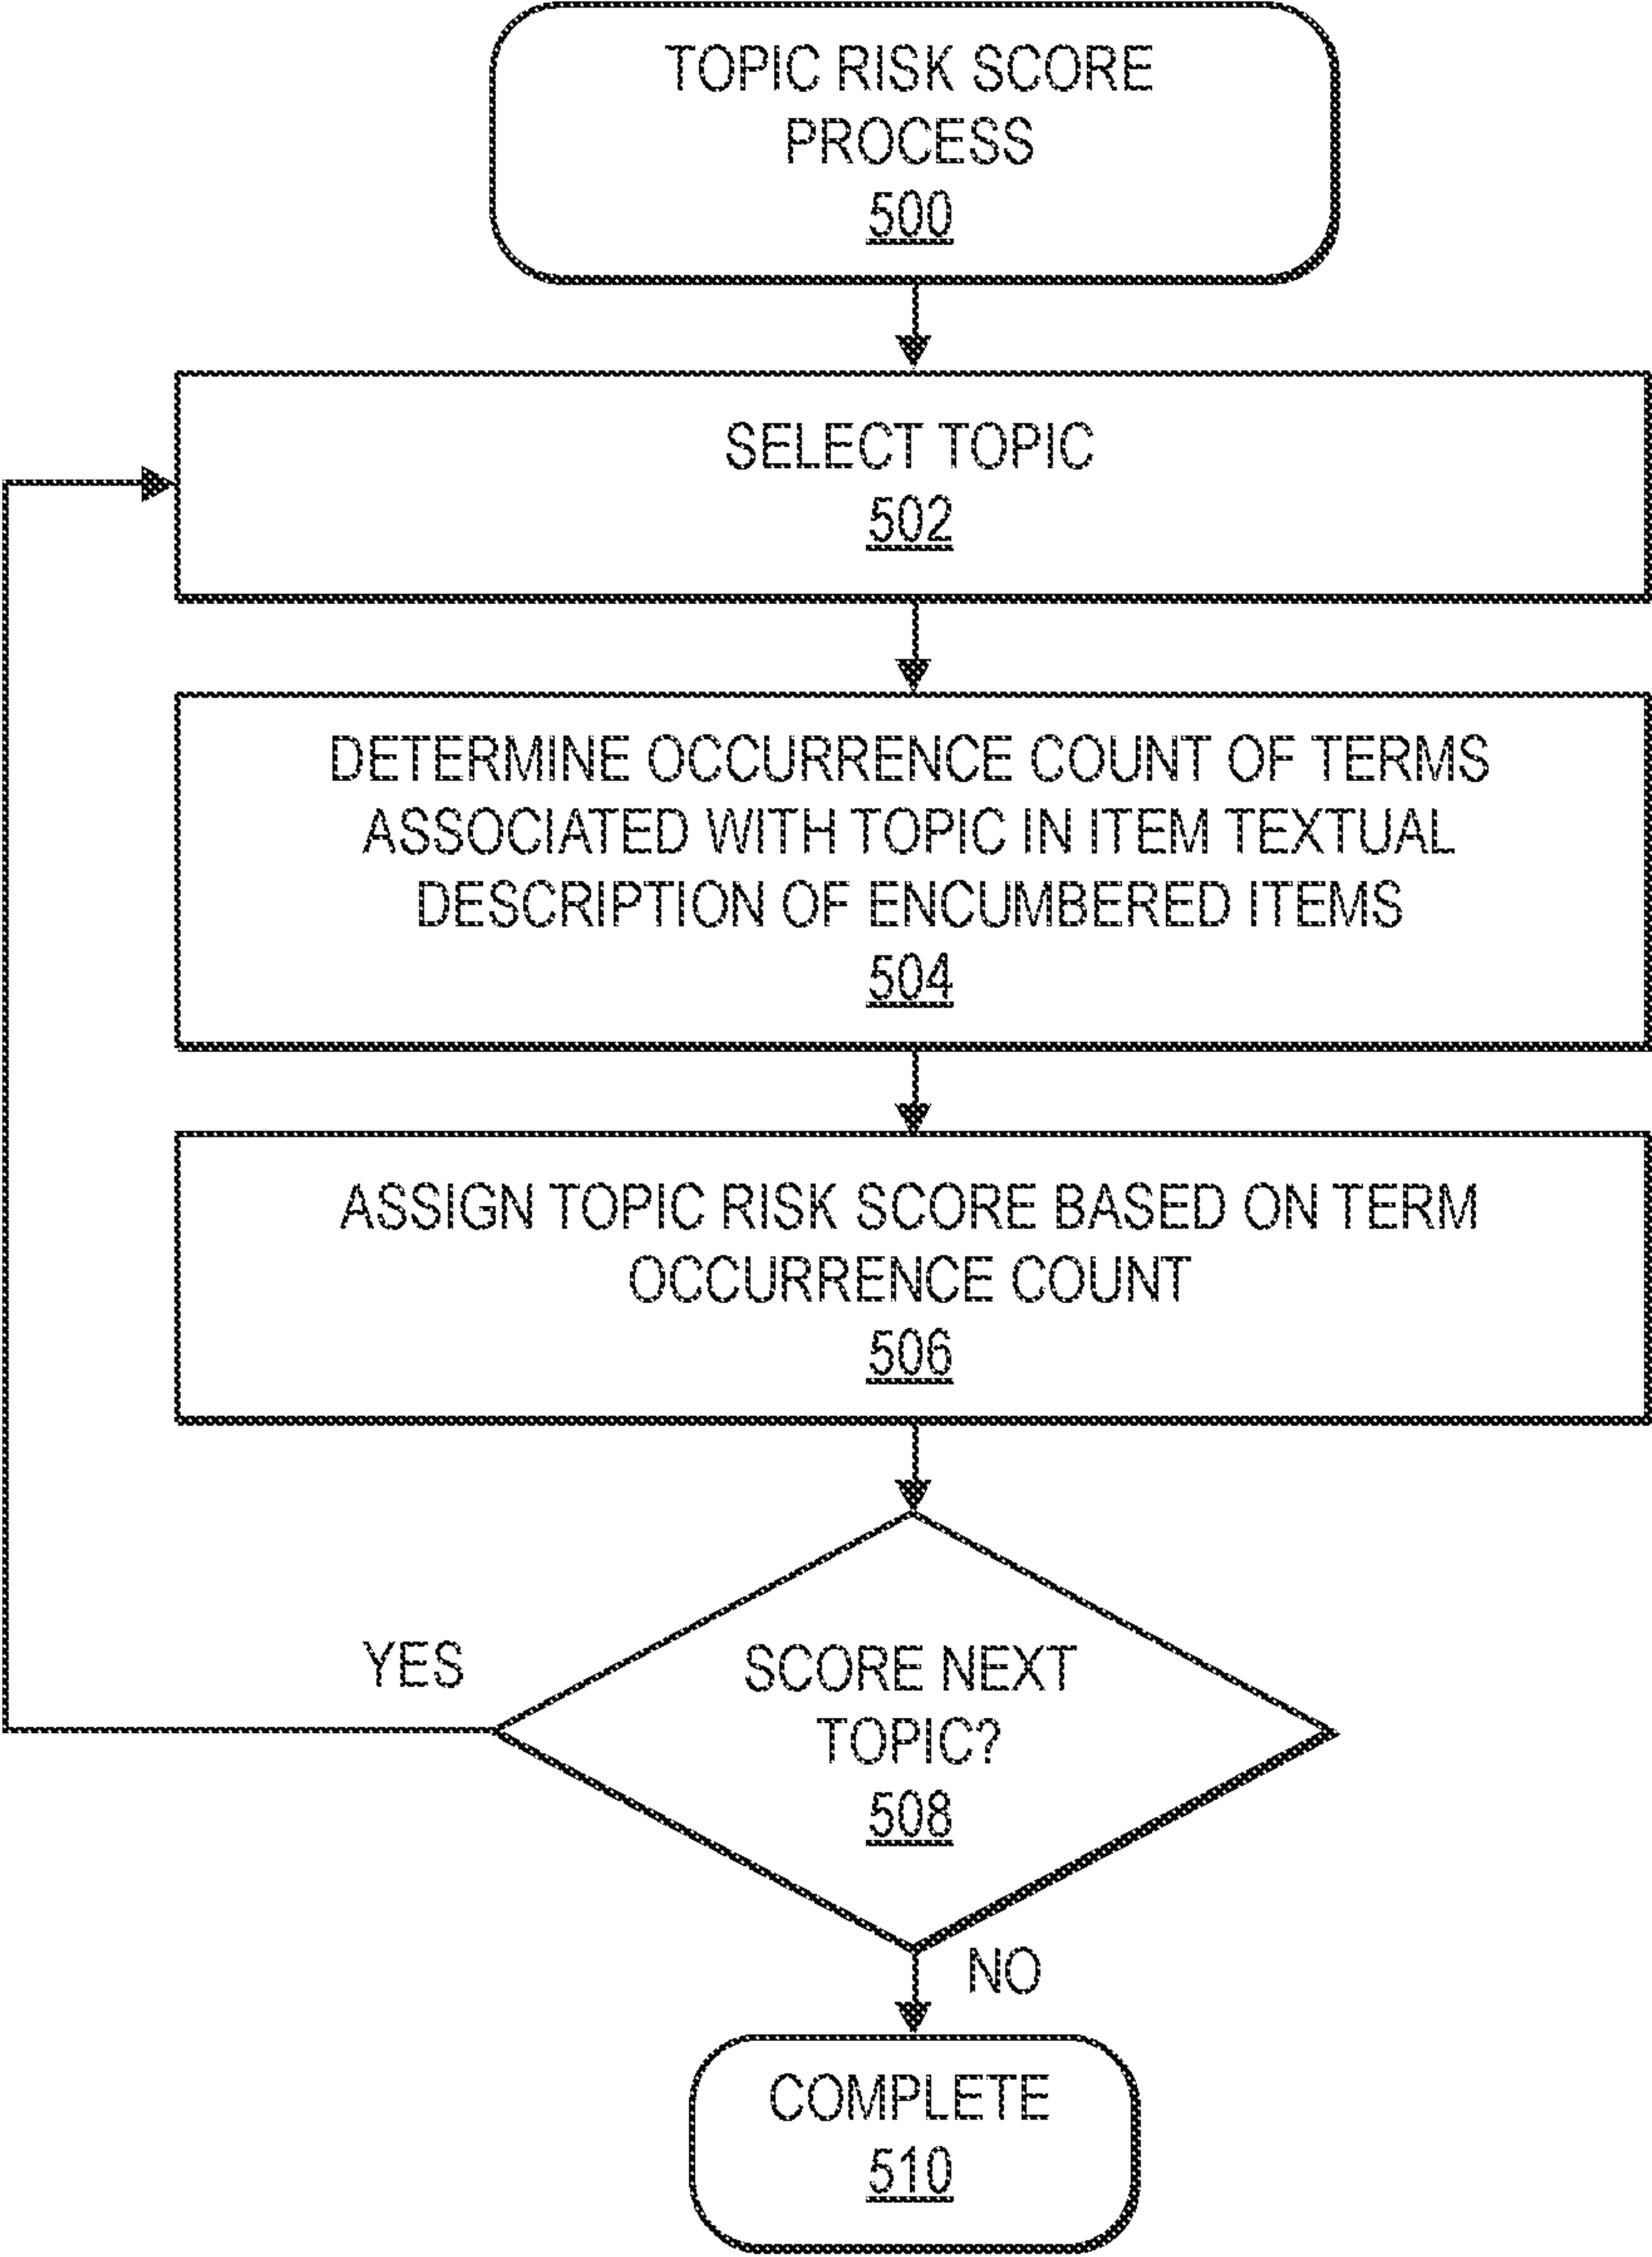 TOPIC RISK SCORE
PROCESS
500
SELECT TOPIC
502
DETERMINE OCCURRENCE COUNT OF TERMS
ASSOCIATED WITH TOPIC IN ITEM TEXTUAL
DESCRIPTION OF ENCUMBERED ITEMS
504
ASSIGN TOPIC RISK SCORE BASED ON TERM
OCCURRENCE COUNT
506
YES
SCORE NEXT
TOPIC?
508
NO
COMPLETE
510